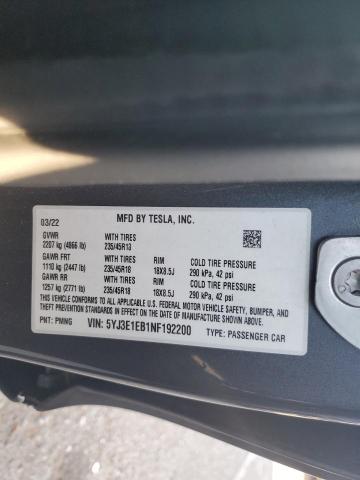 MFD BY TESLA, INC.
03/22
GVWR WITH TIRES
2207 kg (4866 lb) 235/45R13
GAWR FRT WITH TIRES RIM COLD TIRE PRESSURE
1110 kg (2447 lb) 235/45R18 18X8.5J 290 kPa, 42 psi
GAWR RR WITH TIRES RIM COLD TIRE PRESSURE
1257 kg (2771 lb) 235/45R18 18X8.5J 290 kPa, 42 psi
THIS VEHICLE CONFORMS TO ALL APPLICABLE U.S. FEDERAL MOTOR VEHICLE SAFETY, BUMPER, AND
THEFT PREVENTION STANDARDS IN EFFECT ON THE DATE OF MANUFACTURE SHOWN ABOVE.
PNT: PMNG VIN: 5YJ3E1EB1NF192200 TYPE: PASSENGER CAR